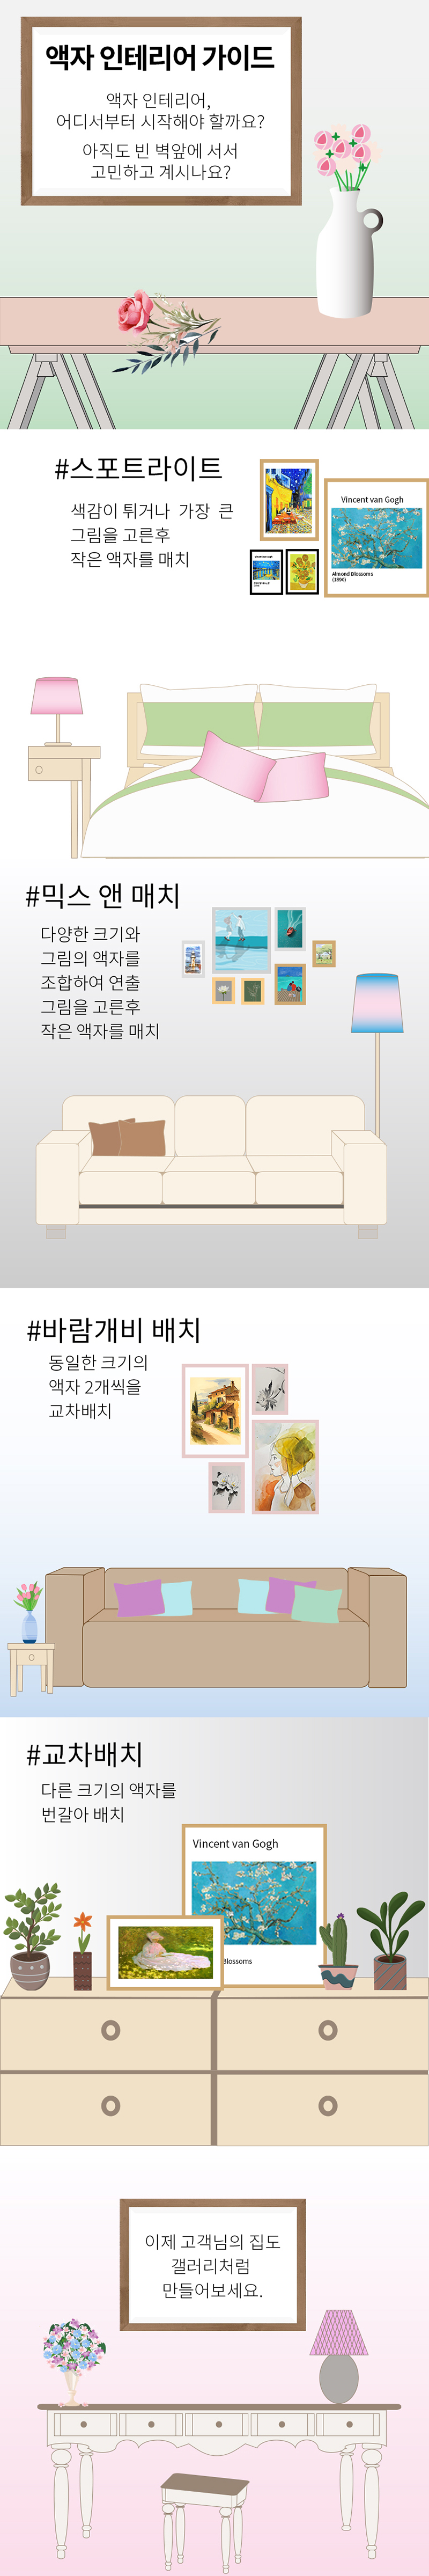 액자 인테리어 가이드
액자 인테리어,
어디서부터 시작해야 할까요?
아직도 빈 벽앞에 서서
고민하고 계시나요?
#스포트라이트
색감이 튀거나 가장 큰
그림을 고른후
작은 액자를 매치
Vincent van Gogh
Almond Blossoms
(1890)
#믹스 앤 매치
다양한 크기와
그림의 액자를
조합하여 연출
그림을 고른후
작은 액자를 매치
#바람개비 배치
동일한 크기의
액자 2개씩을
교차배치
#교차배치
다른 크기의 액자를
번갈아 배치
Vincent van Gogh
Blossoms
이제 고객님의 집도
갤러리처럼
만들어보세요.